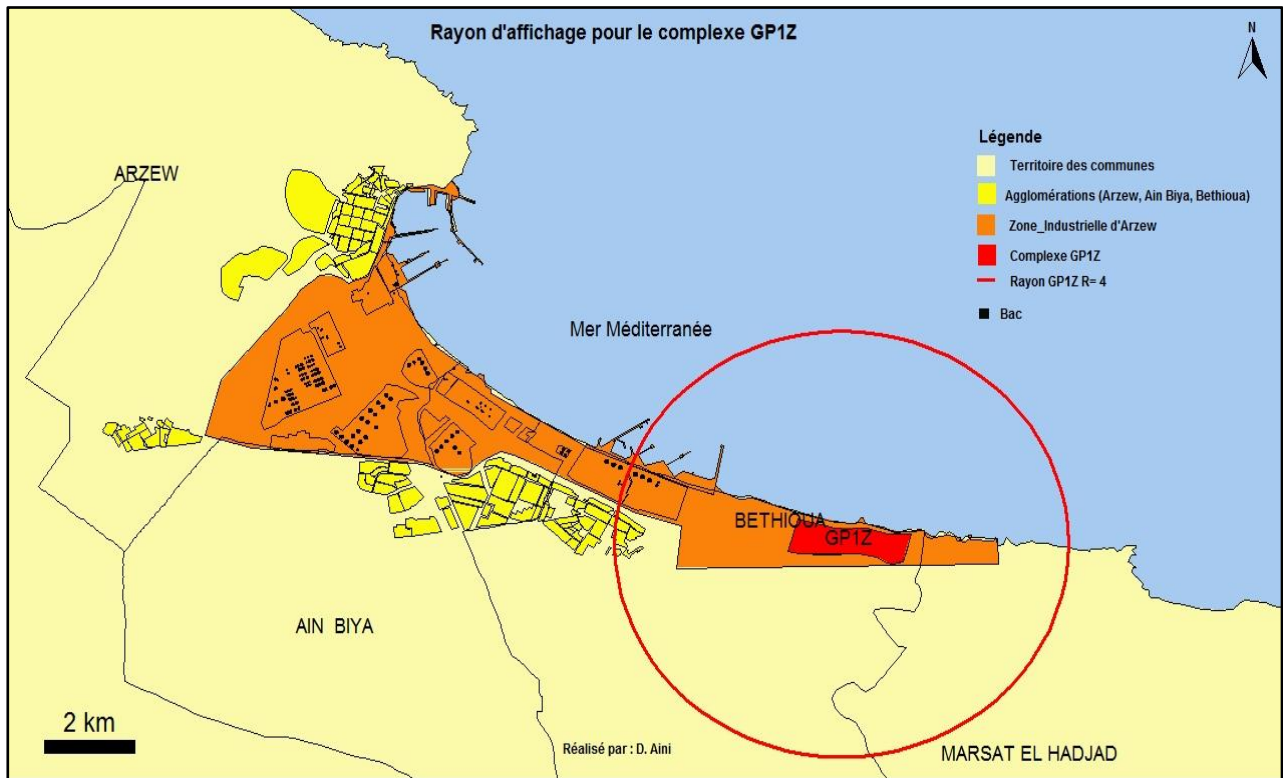 Rayon d'affichage pour le complexe GP1Z
N
Légende
Territoire des communes
Agglomérations (Arzew, Ain Biya, Bethioua)
Zone_Industrielle d'Arzew
Complexe GP1Z
Rayon GP1Z R= 4
Bac
ARZEW
Mer Méditerranée
BETHIOUA
GP1Z
AIN BIYA
2 km
Réalisé par : D. Aini
MARSAT EL HADJAD